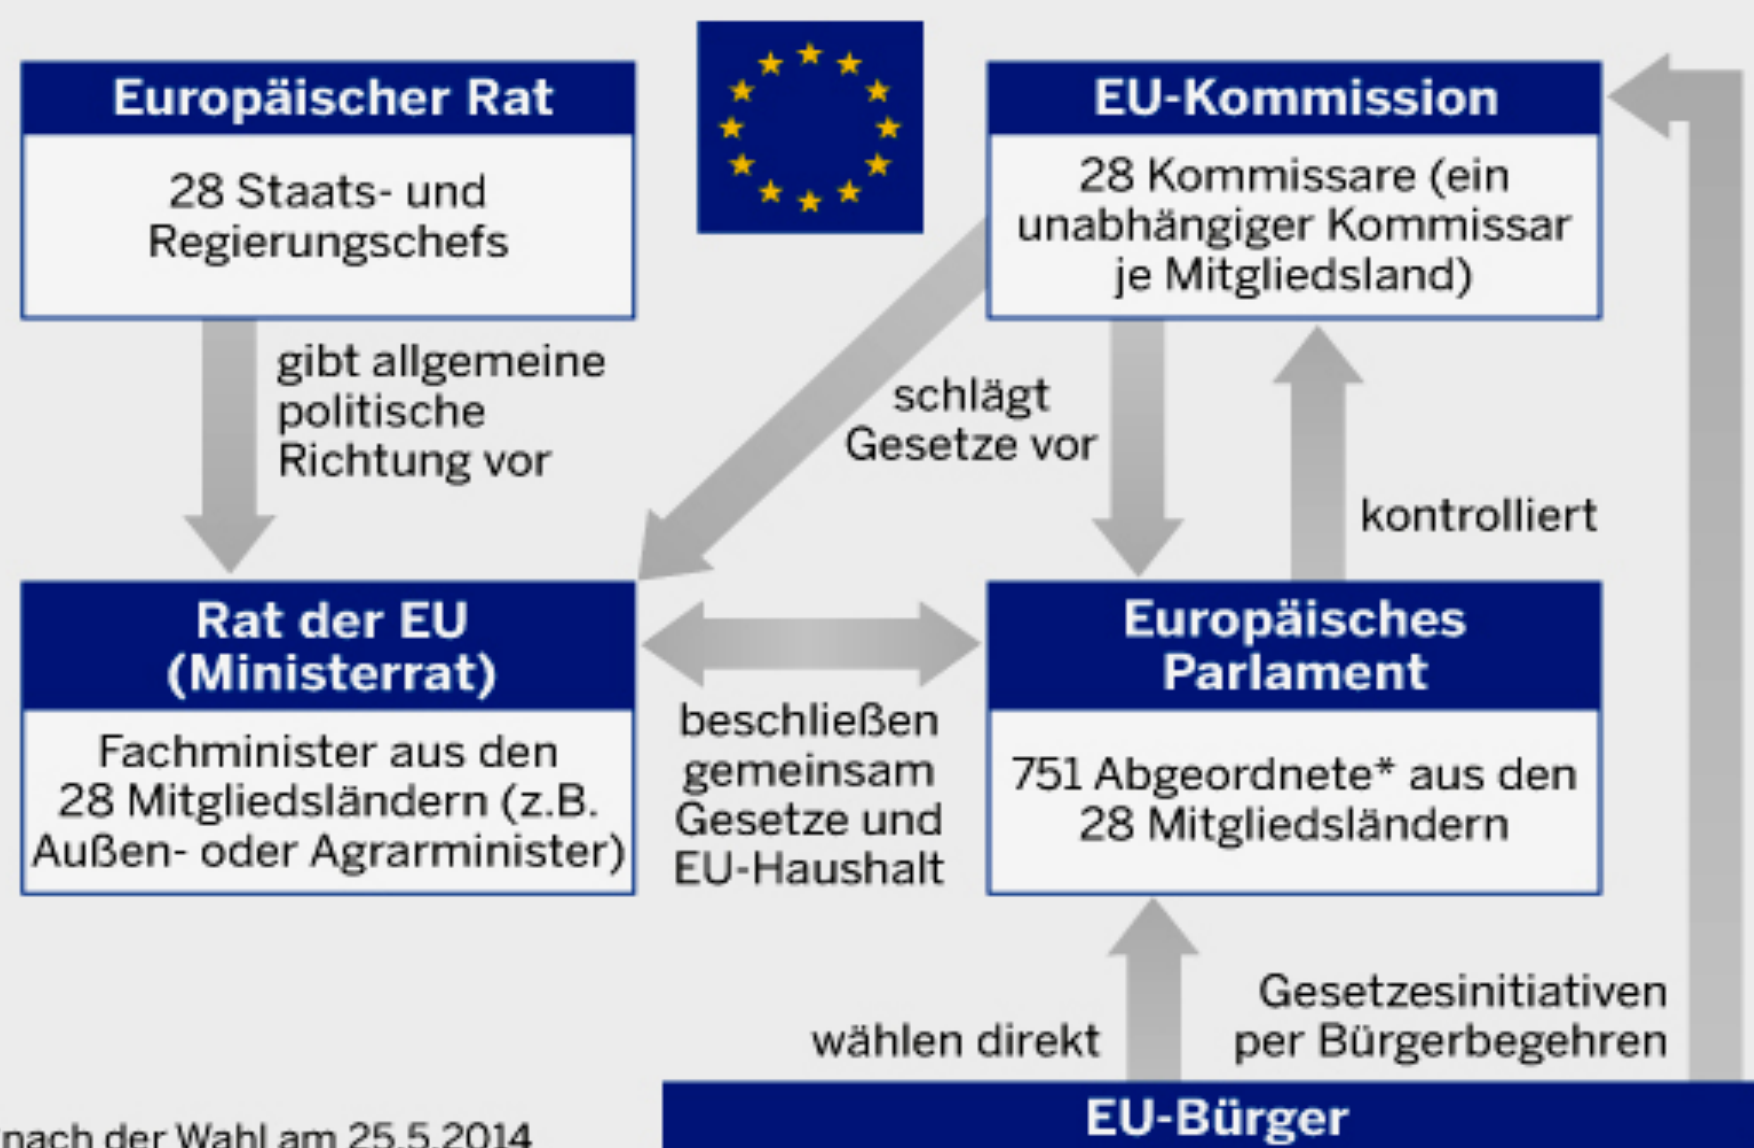 Europäischer Rat
28 Staats- und
Regierungschefs
EU-Kommission
28 Kommissare (ein
unabhängiger Kommissar
je Mitgliedsland)
gibt allgemeine
politische
Richtung vor
schlägt
Gesetze vor
kontrolliert
Rat der EU
(Ministerrat)
Fachminister aus den
28 Mitgliedsländern (z.B.
Außen- oder Agrarminister)
beschließen
gemeinsam
Gesetze und
EU-Haushalt
Europäisches
Parlament
751 Abgeordnete* aus den
28 Mitgliedsländern
wählen direkt
Gesetzesinitiativen
per Bürgerbegehren
EU-Bürger
nach der Wahl am 25.5.2014